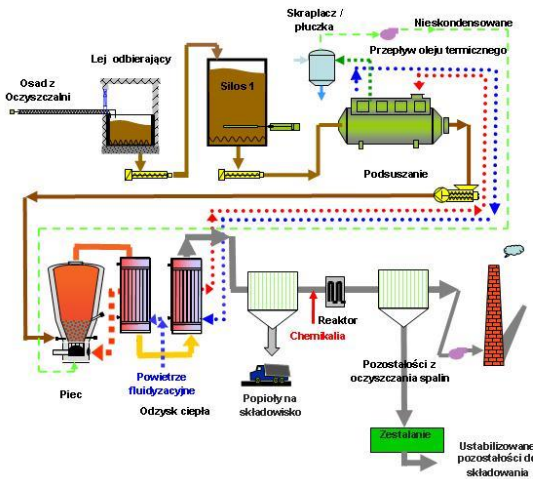 Skraplacz /
płuczka
Nieskondensowane
Przepływ oleju termicznego
Lej odbierający
Osad z
Oczyszczalni
Silos 1
Podsuszanie
Reaktor
Chemikalia
Piec
Powietrze
fluidyzacyjne
Odzysk ciepła
Popioły na
składowisko
Pozostałości z
oczyszczania spalin
Zestalanie
Ustabilizowane
pozostałości do
składowania